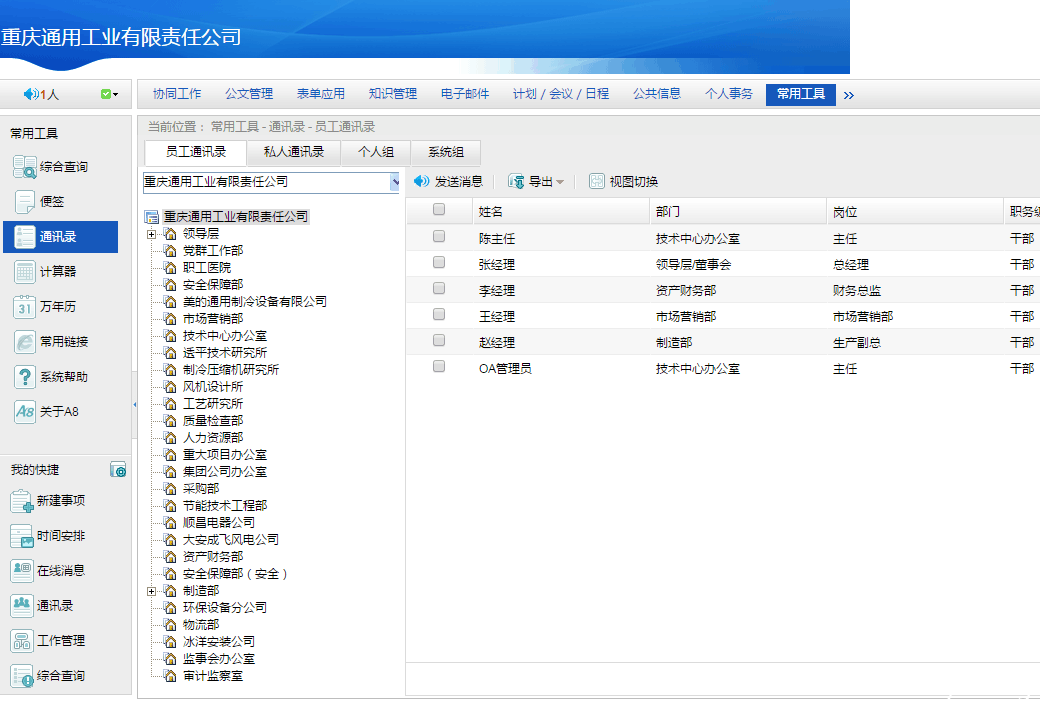 重庆通用工业有限责任公司
1人
协同工作 公文管理 表单应用 知识管理 电子邮件 计划 / 会议 / 日程 公共信息 个人事务 常用工具 »
常用工具
综合查询
便签
通讯录
计算器
31 万年历
常用链接
? 系统帮助
A8 关于A8
我的快捷
新建事项
时间安排
在线消息
通讯录
工作管理
综合查询
当前位置： 常用工具 - 通讯录 - 员工通讯录
员工通讯录 私人通讯录 个人组 系统组
重庆通用工业有限责任公司
重庆通用工业有限责任公司
领导层
党群工作部
职工医院
安全保障部
美的通用制冷设备有限公司
市场营销部
技术中心办公室
透平技术研究所
制冷压缩机研究所
风机设计所
工艺研究所
质量检查部
人力资源部
重大项目办公室
集团公司办公室
采购部
节能技术工程部
顺昌电器公司
大安成飞风电公司
资产财务部
安全保障部（安全）
制造部
环保设备分公司
物流部
冰洋安装公司
监事会办公室
审计监察室
发送消息 导出 视图切换
姓名 部门 岗位 职务级
陈主任 技术中心办公室 主任 干部
张经理 领导层/董事会 总经理 干部
李经理 资产财务部 财务总监 干部
王经理 市场营销部 市场营销部 干部
赵经理 制造部 生产副总 干部
OA管理员 技术中心办公室 主任 干部